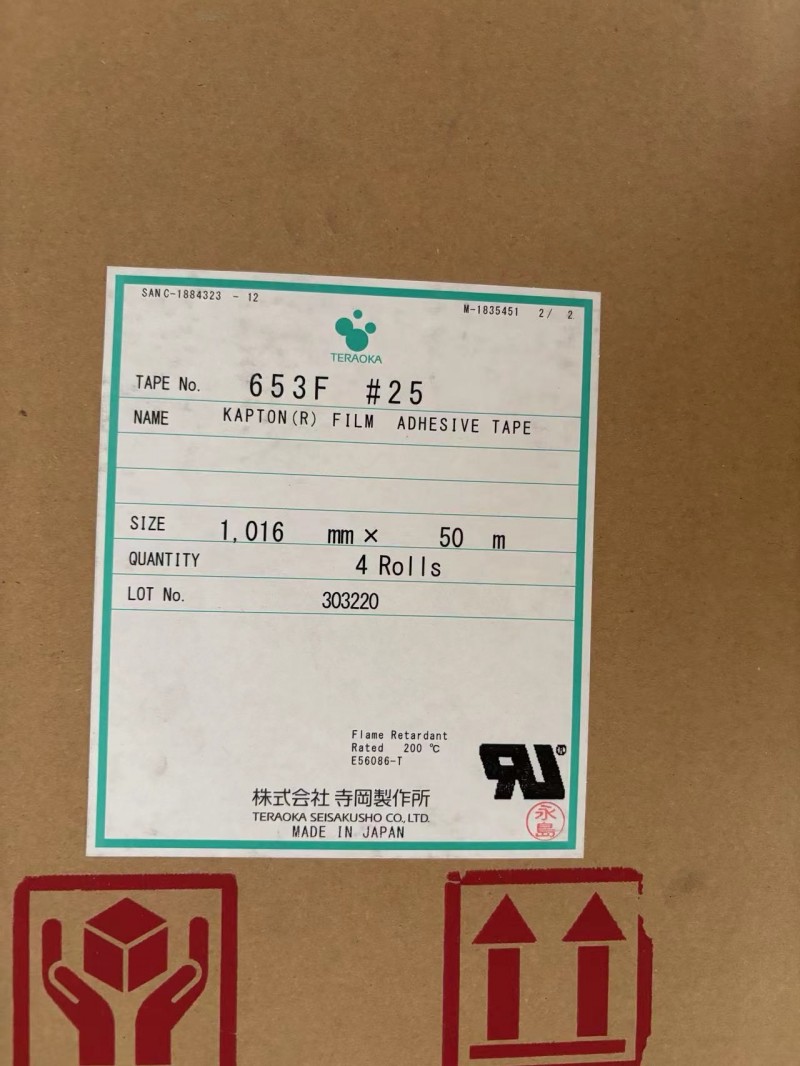 SANC-1884323 - 12
M-1835451 2/ 2
TERAOKA
TAPE No. 653F #25
NAME KAPTON(R) FILM ADHESIVE TAPE
SIZE 1,016 mm × 50 m
QUANTITY 4 Rolls
LOT No. 303220
Flame Retardant
Rated 200 ℃
E56086-T
RU®
株式会社 寺岡製作所
TERAOKA SEISAKUSHO CO., LTD.
MADE IN JAPAN
永島